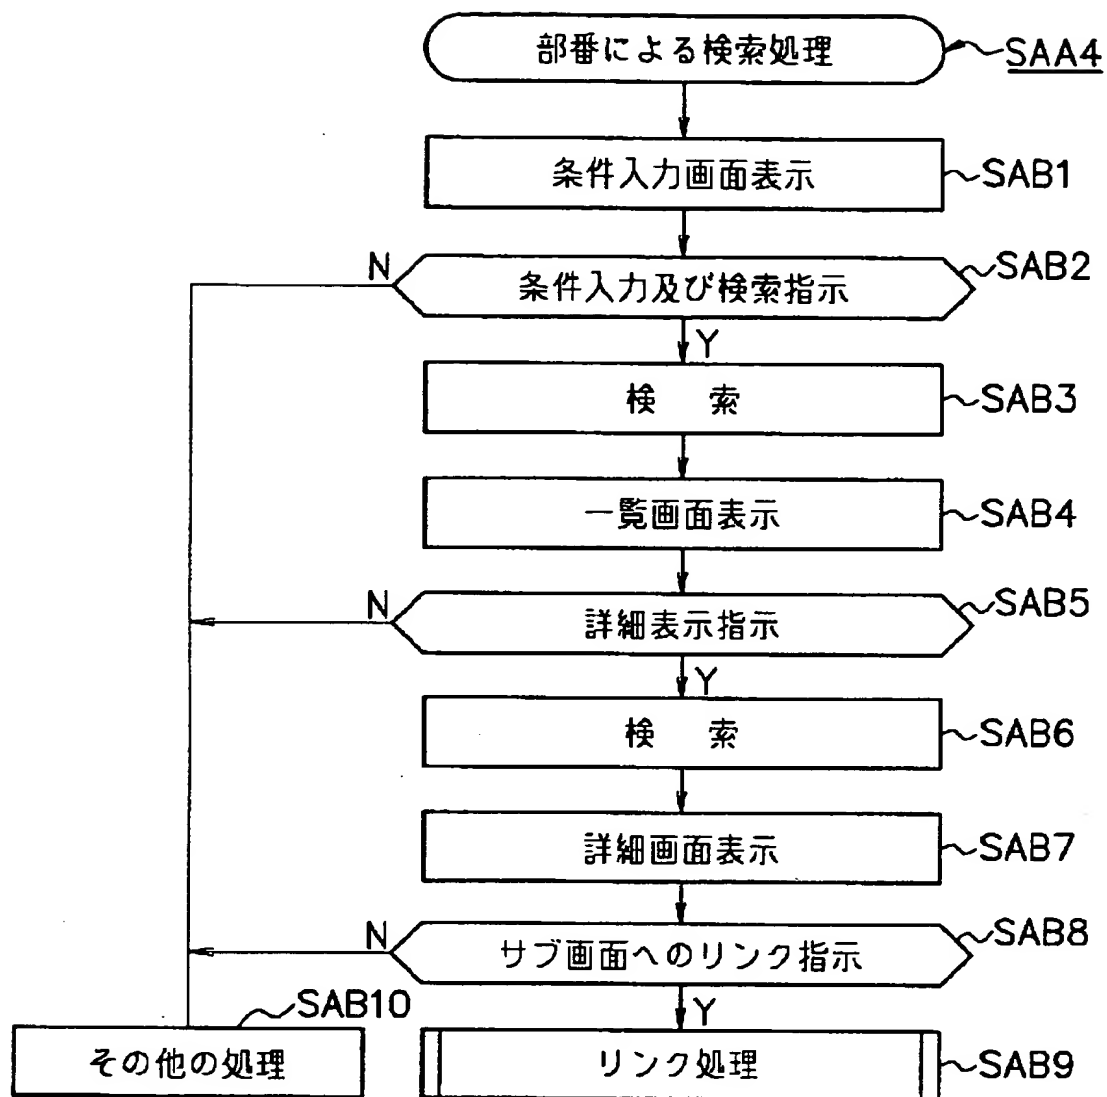 部番による検索処理 SAA4
条件入力画面表示 SAB1
N 条件入力及び検索指示 SAB2
Y
検 索 SAB3
一覧画面表示 SAB4
N 詳細表示指示 SAB5
Y
検 索 SAB6
詳細画面表示 SAB7
N サブ画面へのリンク指示 SAB8
Y
SAB10
その他の処理 リンク処理 SAB9